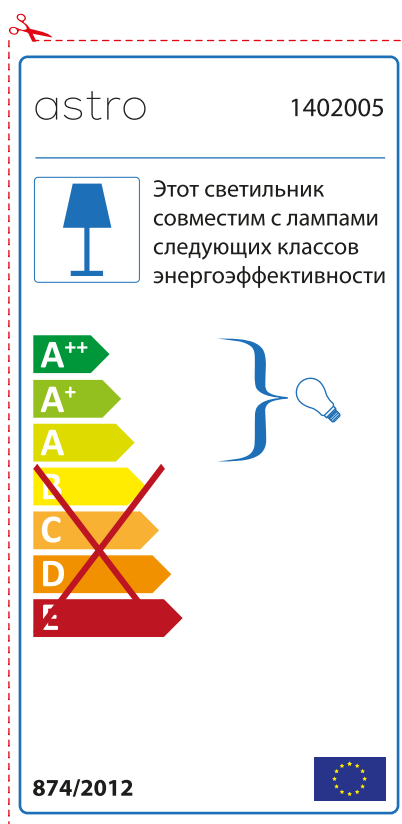 astro
1402005
Этот светильник
совместим с лампами
следующих классов
энергоэффективности
A++
A+
A
B
C
D
E
874/2012